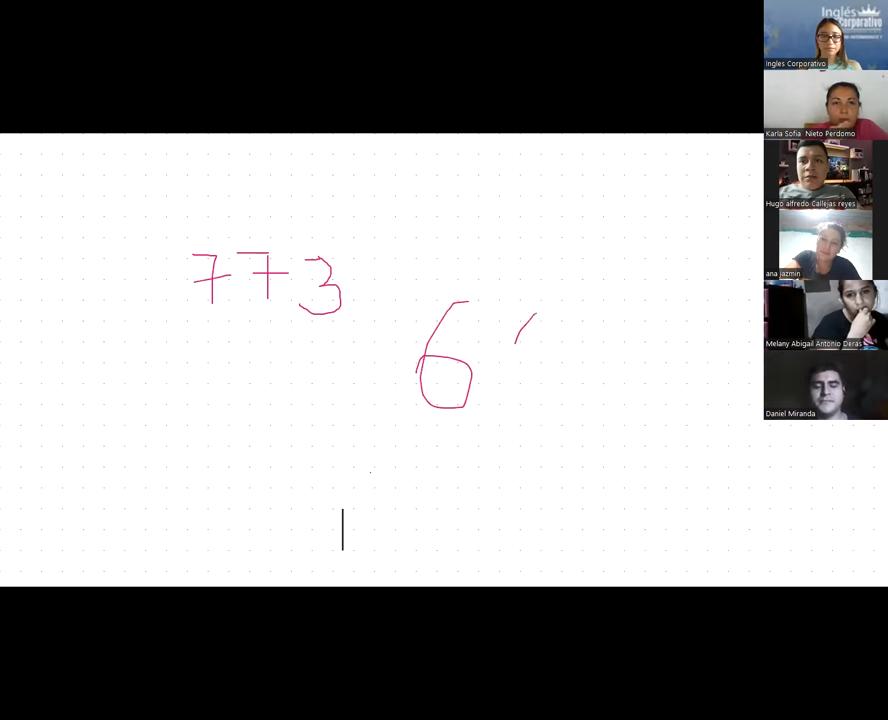 Inglés
Corporativo
Ingles Corporativo
Karla Sofia Nieto Perdomo
Hugo alfredo Callejas reyes
ana jazmin
Melany Abigail Antonio Deras
Daniel Miranda
773
6